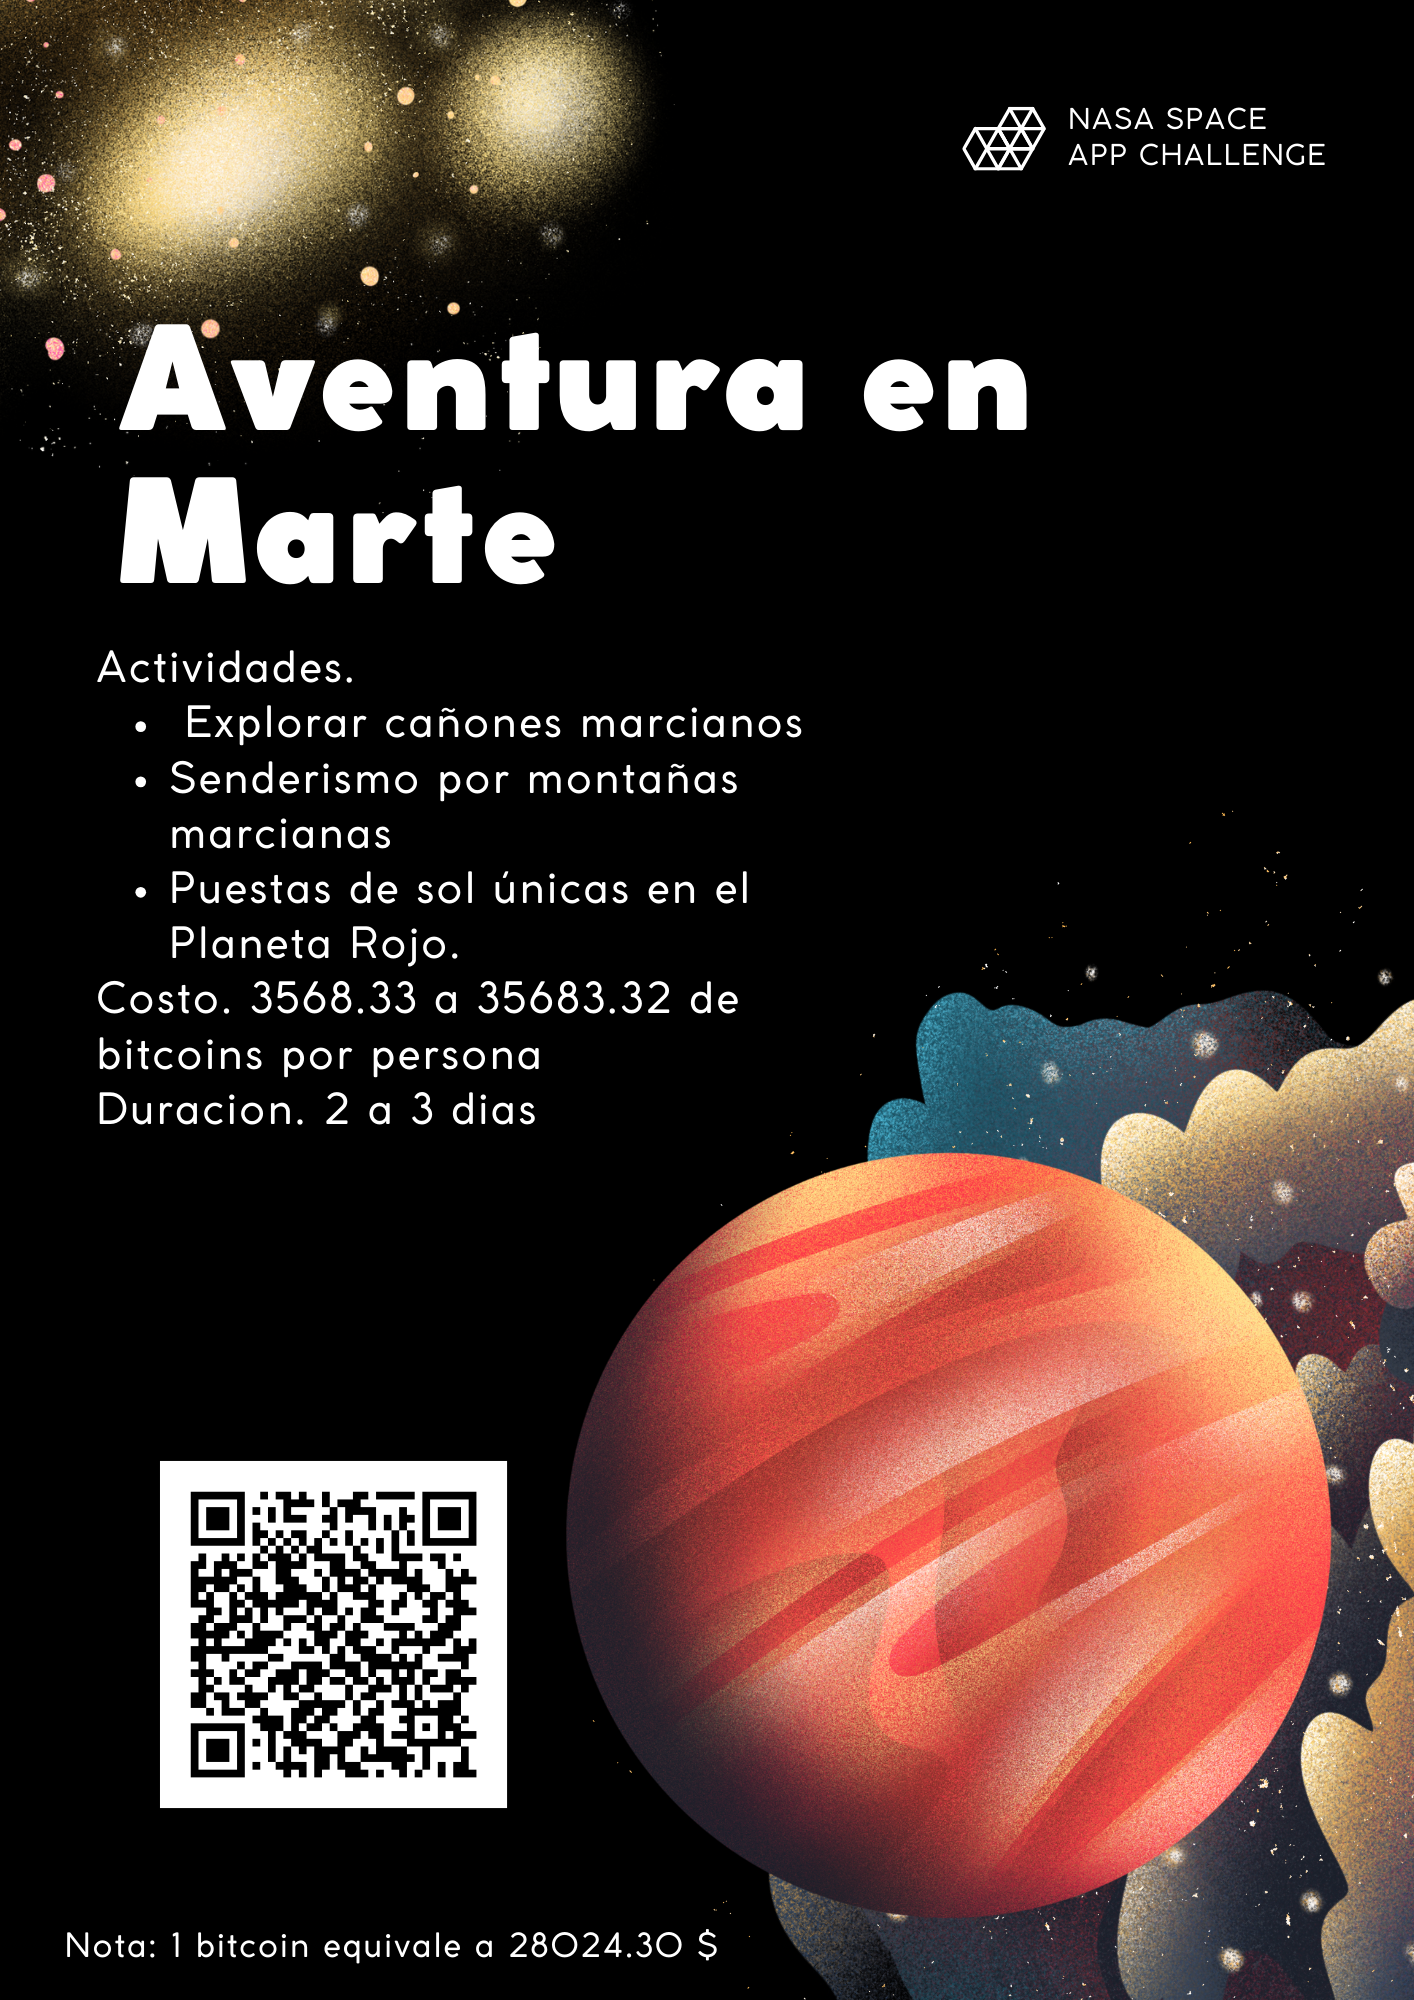 NASA SPACE
APP CHALLENGE
Aventura en
Marte
Actividades.
• Explorar cañones marcianos
• Senderismo por montañas
marcianas
• Puestas de sol únicas en el
Planeta Rojo.
Costo. 3568.33 a 35683.32 de
bitcoins por persona
Duracion. 2 a 3 dias
Nota: 1 bitcoin equivale a 28024.30 $